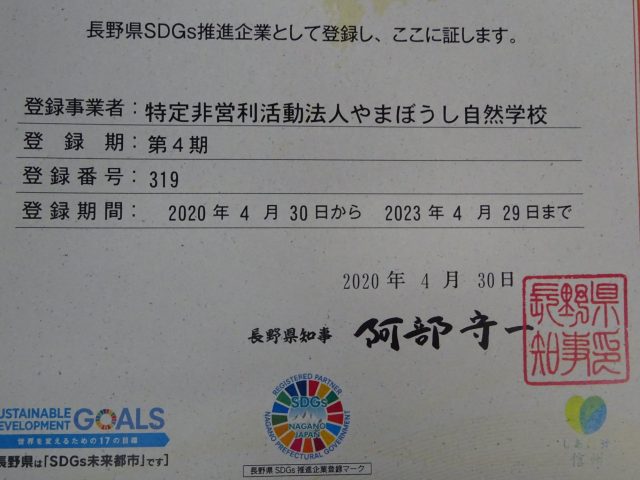 長野県SDGs推進企業として登録し、ここに証します。
登録事業者：特定非営利活動法人やまぼうし自然学校
登録期：第４期
登録番号：319
登録期間：2020年4月30日から 2023年4月29日まで
2020年4月30日
長野県知事 阿部守一
長野県知事印
SUSTAINABLE
DEVELOPMENT GOALS
世界を変えるための17の目標
長野県は「SDGs未来都市」です
REGISTERED PARTNER
SDGs
NAGANO
JAPAN
NAGANO PREFECTURAL GOVERNMENT
長野県SDGs推進企業登録マーク
しあわせ
信州